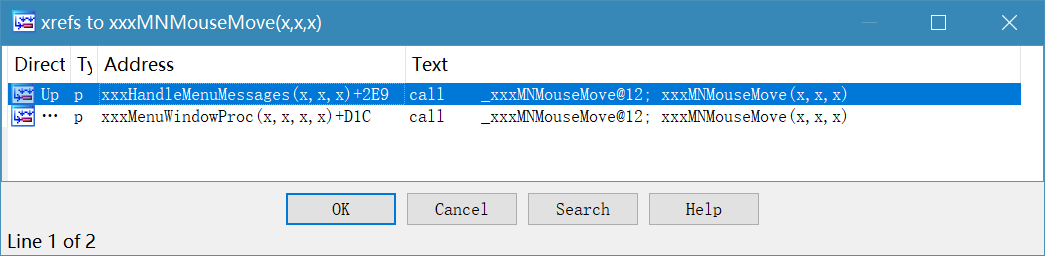 xrefs to xxxMNMouseMove(x,x,x)
Direct Ty Address Text
Up p xxxHandleMenuMessages(x,x,x)+2E9 call _xxxMNMouseMove@12; xxxMNMouseMove(x,x,x)
... p xxxMenuWindowProc(x,x,x,x)+D1C call _xxxMNMouseMove@12; xxxMNMouseMove(x,x,x)
OK Cancel Search Help
Line 1 of 2